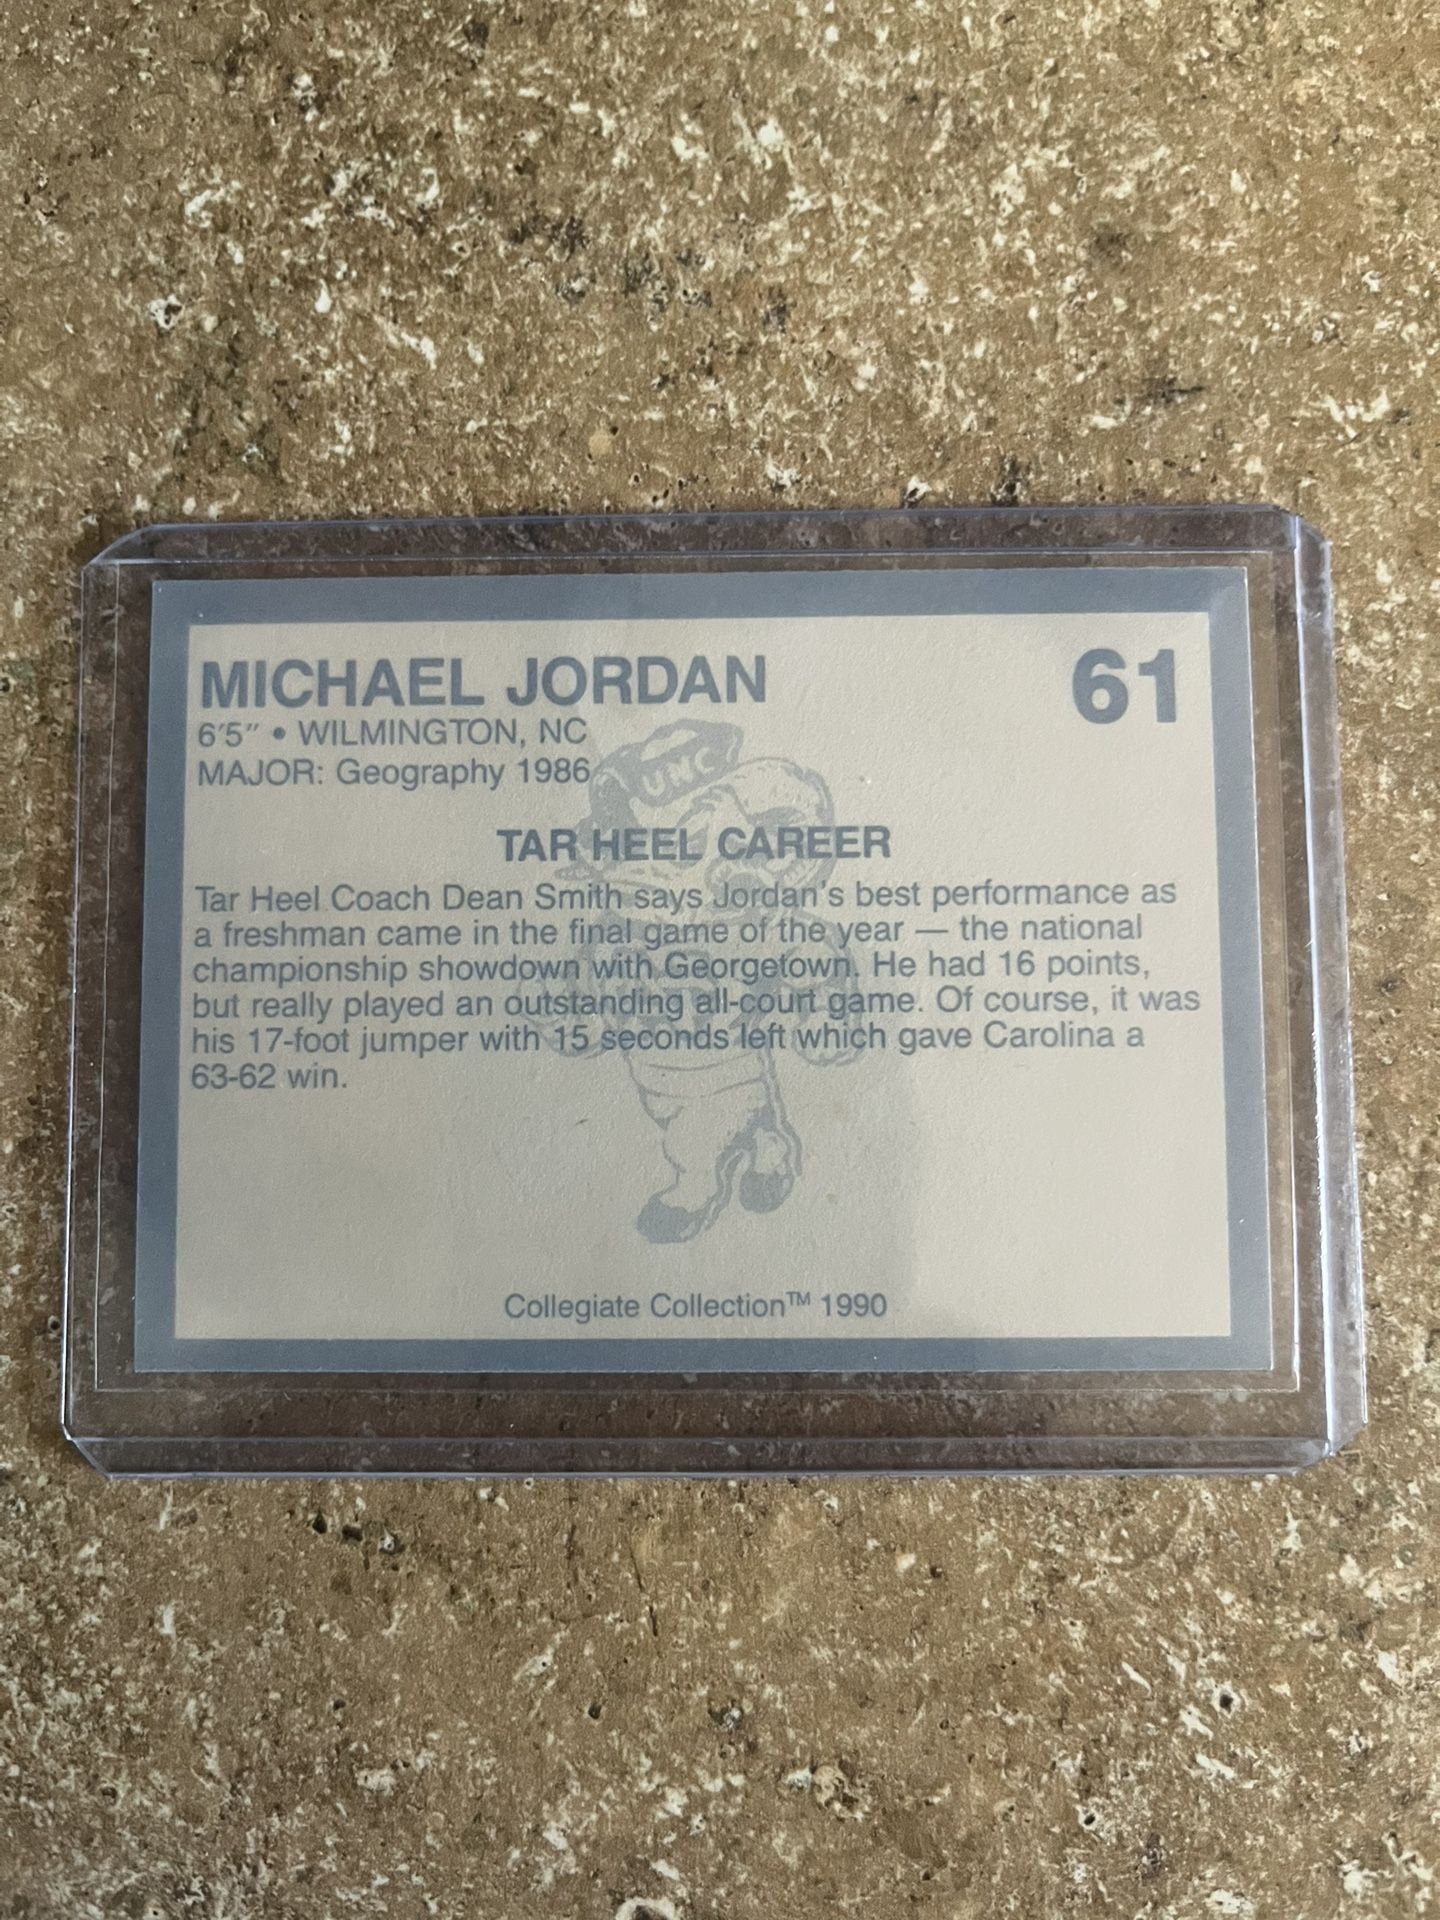 MICHAEL JORDAN 61
6'5" • WILMINGTON, NC
MAJOR: Geography 1986
UNC
TAR HEEL CAREER
Tar Heel Coach Dean Smith says Jordan's best performance as
a freshman came in the final game of the year — the national
championship showdown with Georgetown. He had 16 points,
but really played an outstanding all-court game. Of course, it was
his 17-foot jumper with 15 seconds left which gave Carolina a
63-62 win.
Collegiate Collection™ 1990